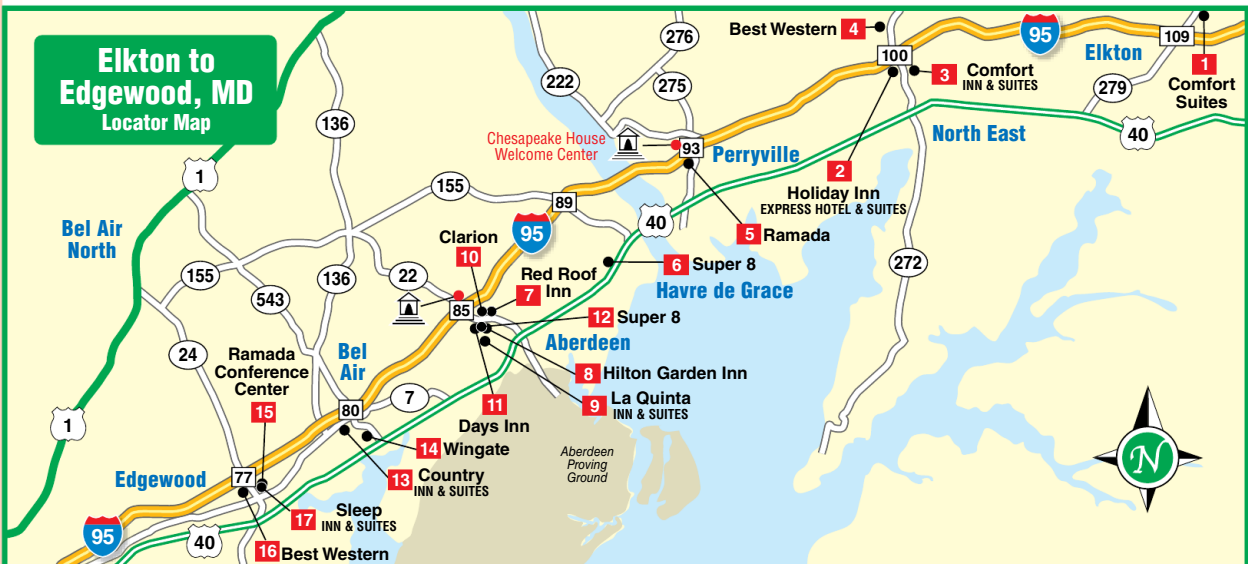 Elkton to
Edgewood, MD
Locator Map
276
Best Western 4
95
109
Elkton
100
222
275
3 Comfort
INN & SUITES
279
1
Comfort
Suites
136
Chesapeake House
Welcome Center
93
Perryville
North East
40
1
155
2
Holiday Inn
EXPRESS HOTEL & SUITES
89
40
5 Ramada
Bel Air
North
95
Clarion
10
155
136
22
Red Roof
Inn
7
6 Super 8
Havre de Grace
272
543
85
12 Super 8
Aberdeen
24
Ramada
Conference
Center
15
Bel
Air
8 Hilton Garden Inn
7
9 La Quinta
INN & SUITES
11
Days Inn
80
1
14 Wingate
Aberdeen
Proving
Ground
N
13 Country
INN & SUITES
Edgewood
77
17 Sleep
INN & SUITES
95
40
16 Best Western